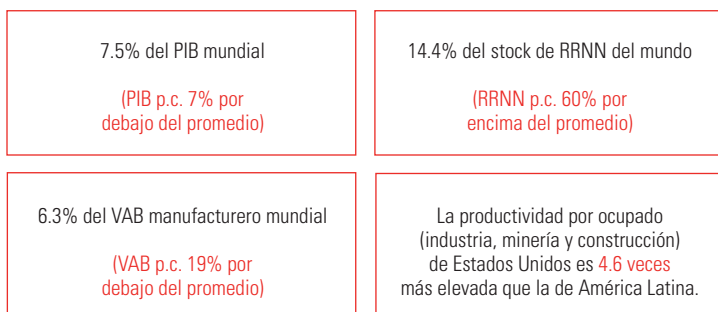 7.5% del PIB mundial
(PIB p.c. 7% por
debajo del promedio)
14.4% del stock de RRNN del mundo
(RRNN p.c. 60% por
encima del promedio)
6.3% del VAB manufacturero mundial
(VAB p.c. 19% por
debajo del promedio)
La productividad por ocupado
(industria, minería y construcción)
de Estados Unidos es 4.6 veces
más elevada que la de América Latina.